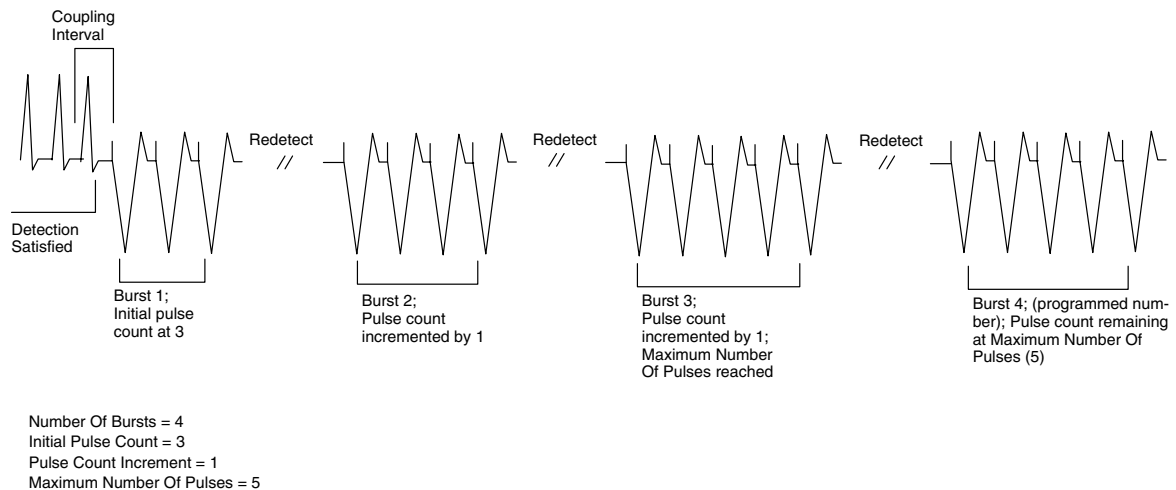 Coupling
Interval
Redetect
Redetect
Redetect
//
//
//
Detection
Satisfied
Burst 1;
Initial pulse
count at 3
Burst 2;
Pulse count
incremented by 1
Burst 3;
Pulse count
incremented by 1;
Maximum Number
Of Pulses reached
Burst 4; (programmed num-
ber); Pulse count remaining
at Maximum Number Of
Pulses (5)
Number Of Bursts = 4
Initial Pulse Count = 3
Pulse Count Increment = 1
Maximum Number Of Pulses = 5